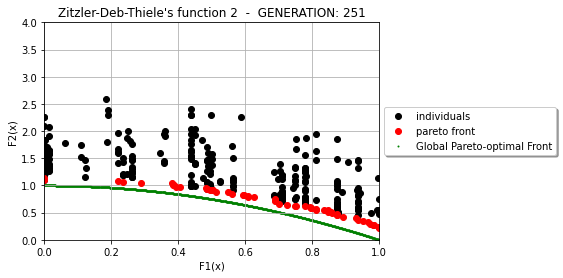 Zitzler-Deb-Thiele's function 2 - GENERATION: 251
4.0
3.5
3.0
2.5
2.0
1.5
1.0
0.5
0.0
F2(x)
0.0 0.2 0.4 0.6 0.8 1.0
F1(x)
individuals
pareto front
Global Pareto-optimal Front